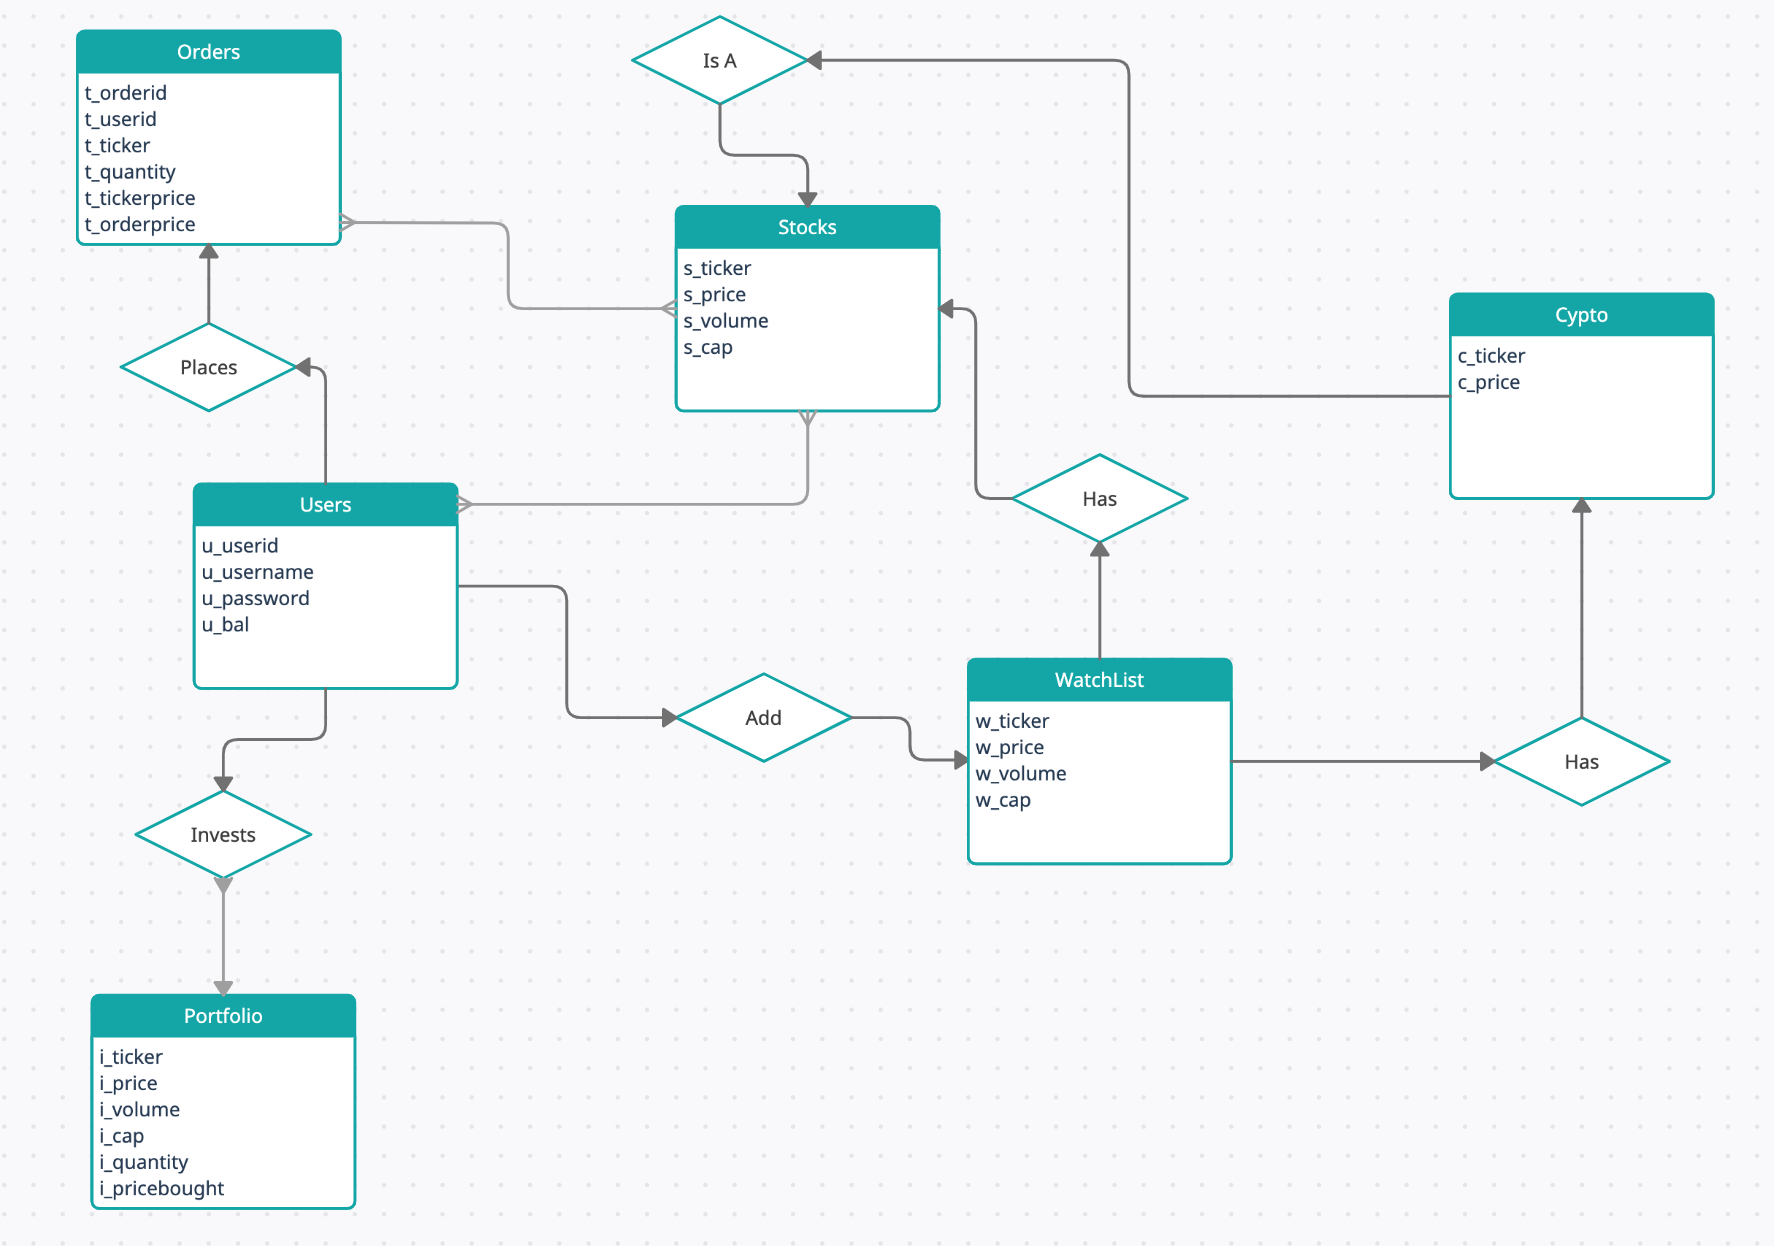 Orders
t_orderid
t_userid
t_ticker
t_quantity
t_tickerprice
t_orderprice
Is A
Stocks
s_ticker
s_price
s_volume
s_cap
Cypto
c_ticker
c_price
Places
Users
u_userid
u_username
u_password
u_bal
Has
Add
WatchList
w_ticker
w_price
w_volume
w_cap
Has
Invests
Portfolio
i_ticker
i_price
i_volume
i_cap
i_quantity
i_pricebought